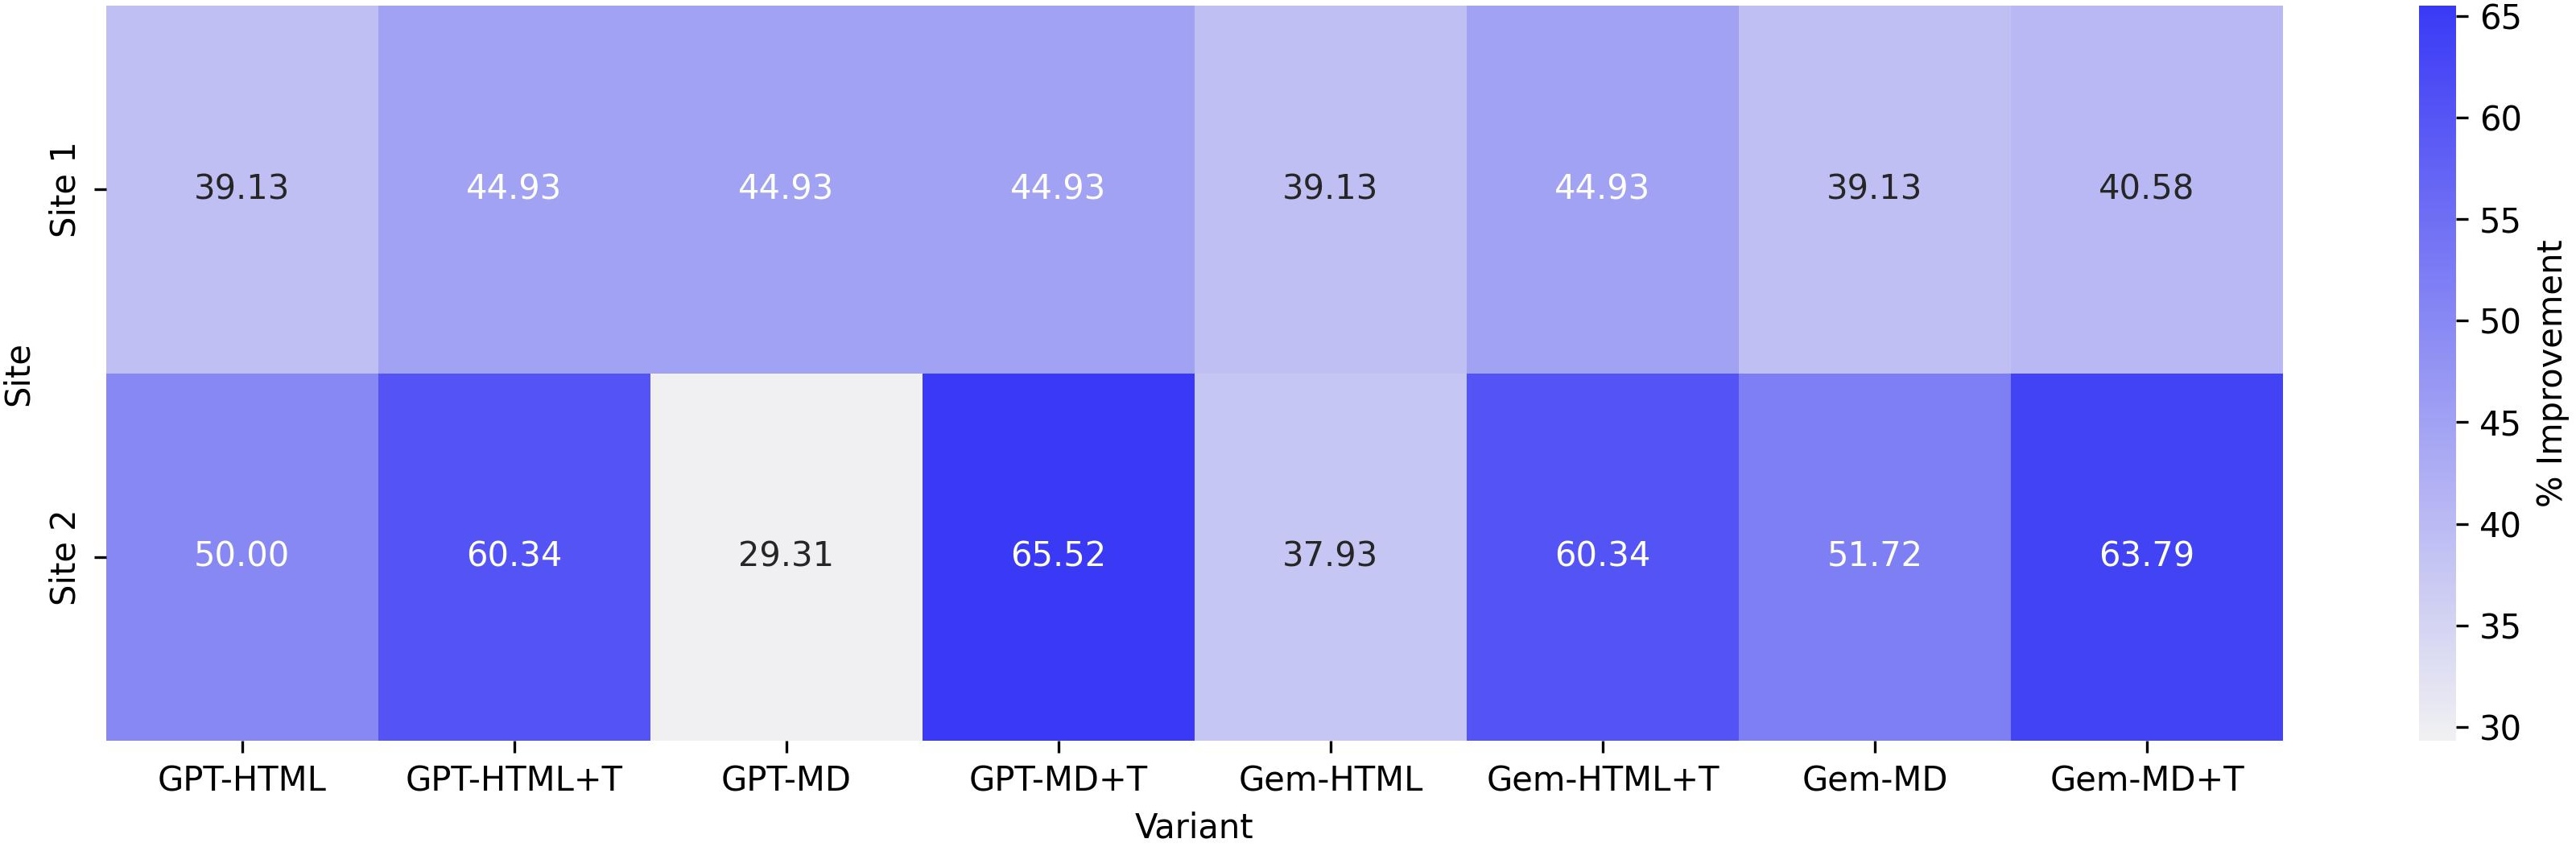 Site
Site 1
39.13 44.93 44.93 44.93 39.13 44.93 39.13 40.58
Site 2
50.00 60.34 29.31 65.52 37.93 60.34 51.72 63.79
GPT-HTML GPT-HTML+T GPT-MD GPT-MD+T Gem-HTML Gem-HTML+T Gem-MD Gem-MD+T
Variant
65
60
55
50
45
40
35
30
% Improvement